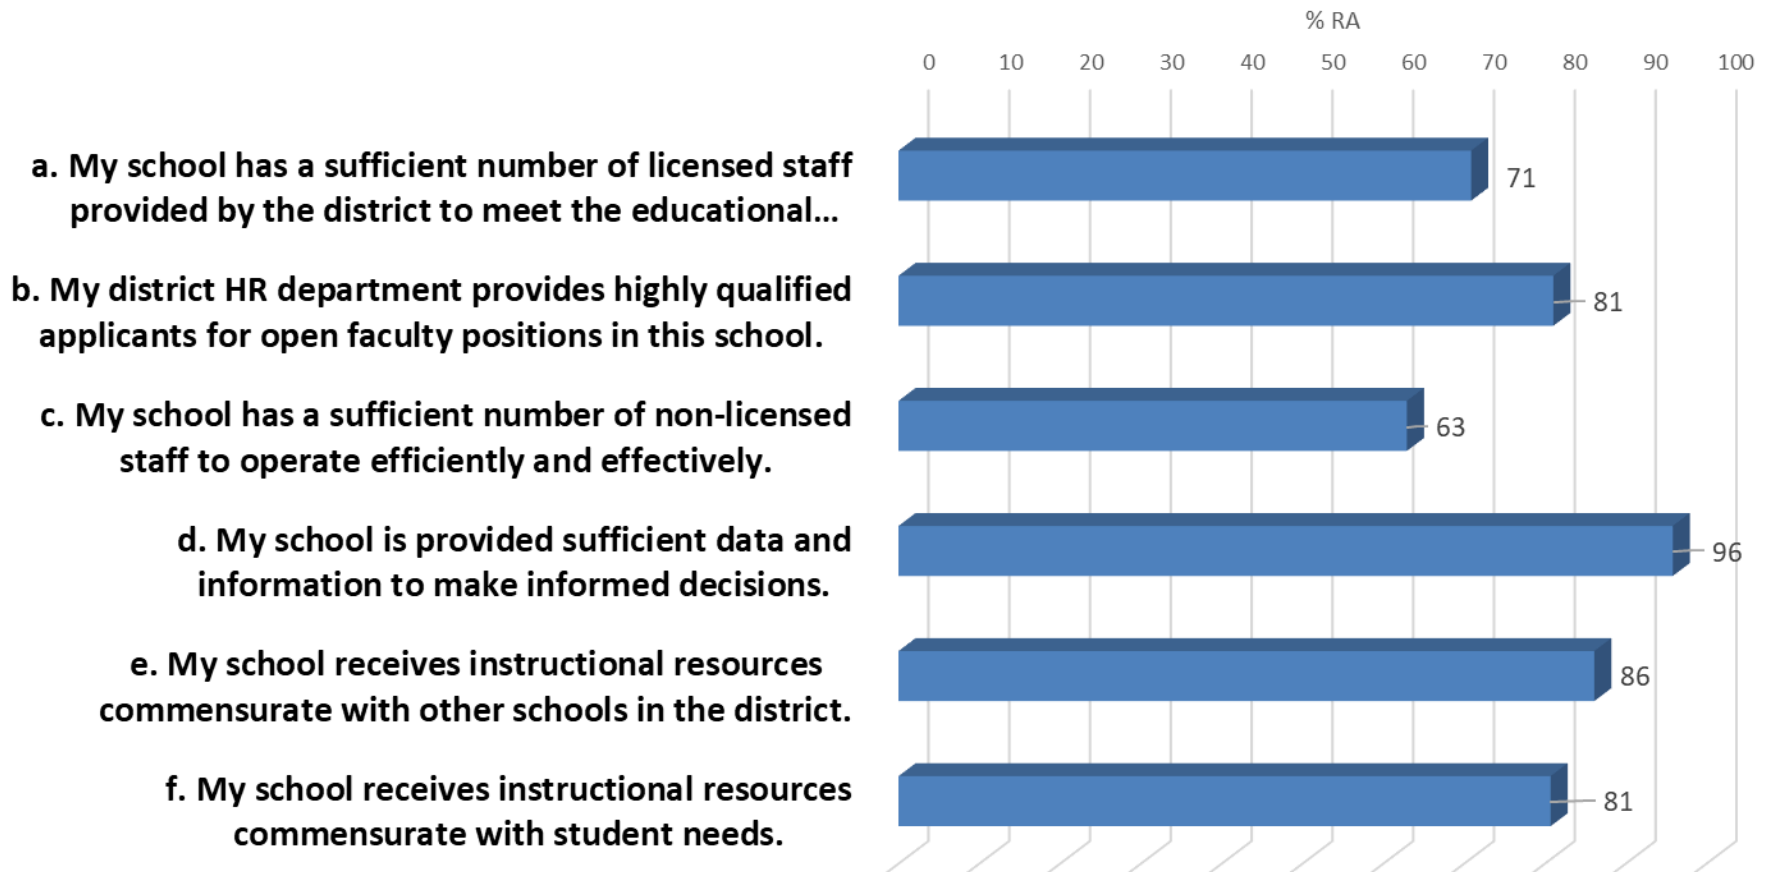 % RA
0 10 20 30 40 50 60 70 80 90 100
a. My school has a sufficient number of licensed staff
provided by the district to meet the educational...
71
b. My district HR department provides highly qualified
applicants for open faculty positions in this school.
81
c. My school has a sufficient number of non-licensed
staff to operate efficiently and effectively.
63
d. My school is provided sufficient data and
information to make informed decisions.
96
e. My school receives instructional resources
commensurate with other schools in the district.
86
f. My school receives instructional resources
commensurate with student needs.
81